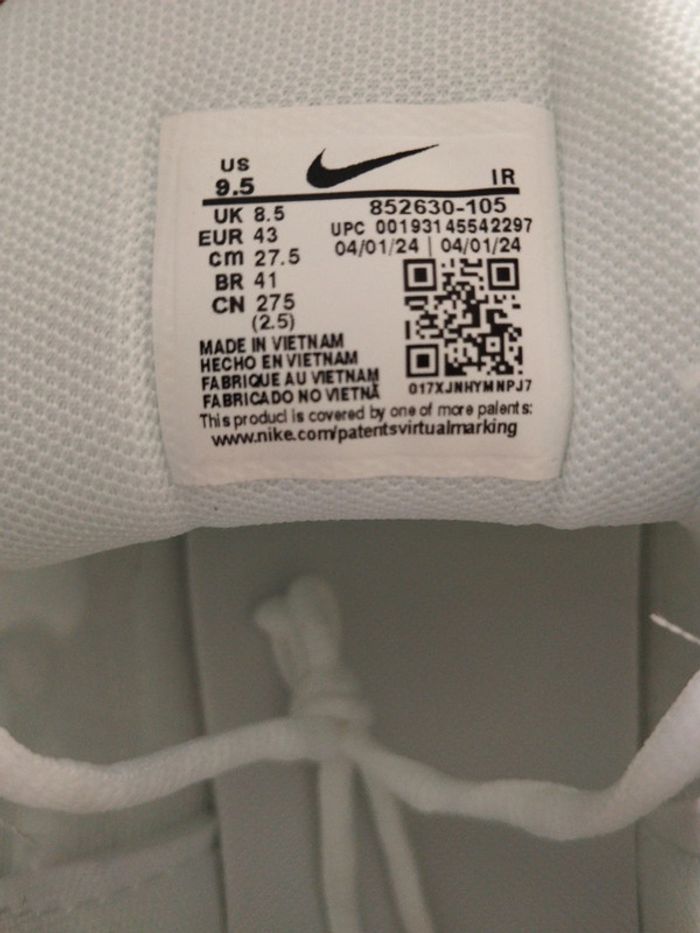 US
9.5
IR
UK 8.5
EUR 43
cm 27.5
BR 41
CN 275
(2.5)
852630-105
UPC 00193145542297
04/01/24 | 04/01/24
017XJNHYMNPJ7
MADE IN VIETNAM
HECHO EN VIETNAM
FABRIQUE AU VIETNAM
FABRICADO NO VIETNÃ
This product is covered by one of more patents:
www.nike.com/patentsvirtualmarking